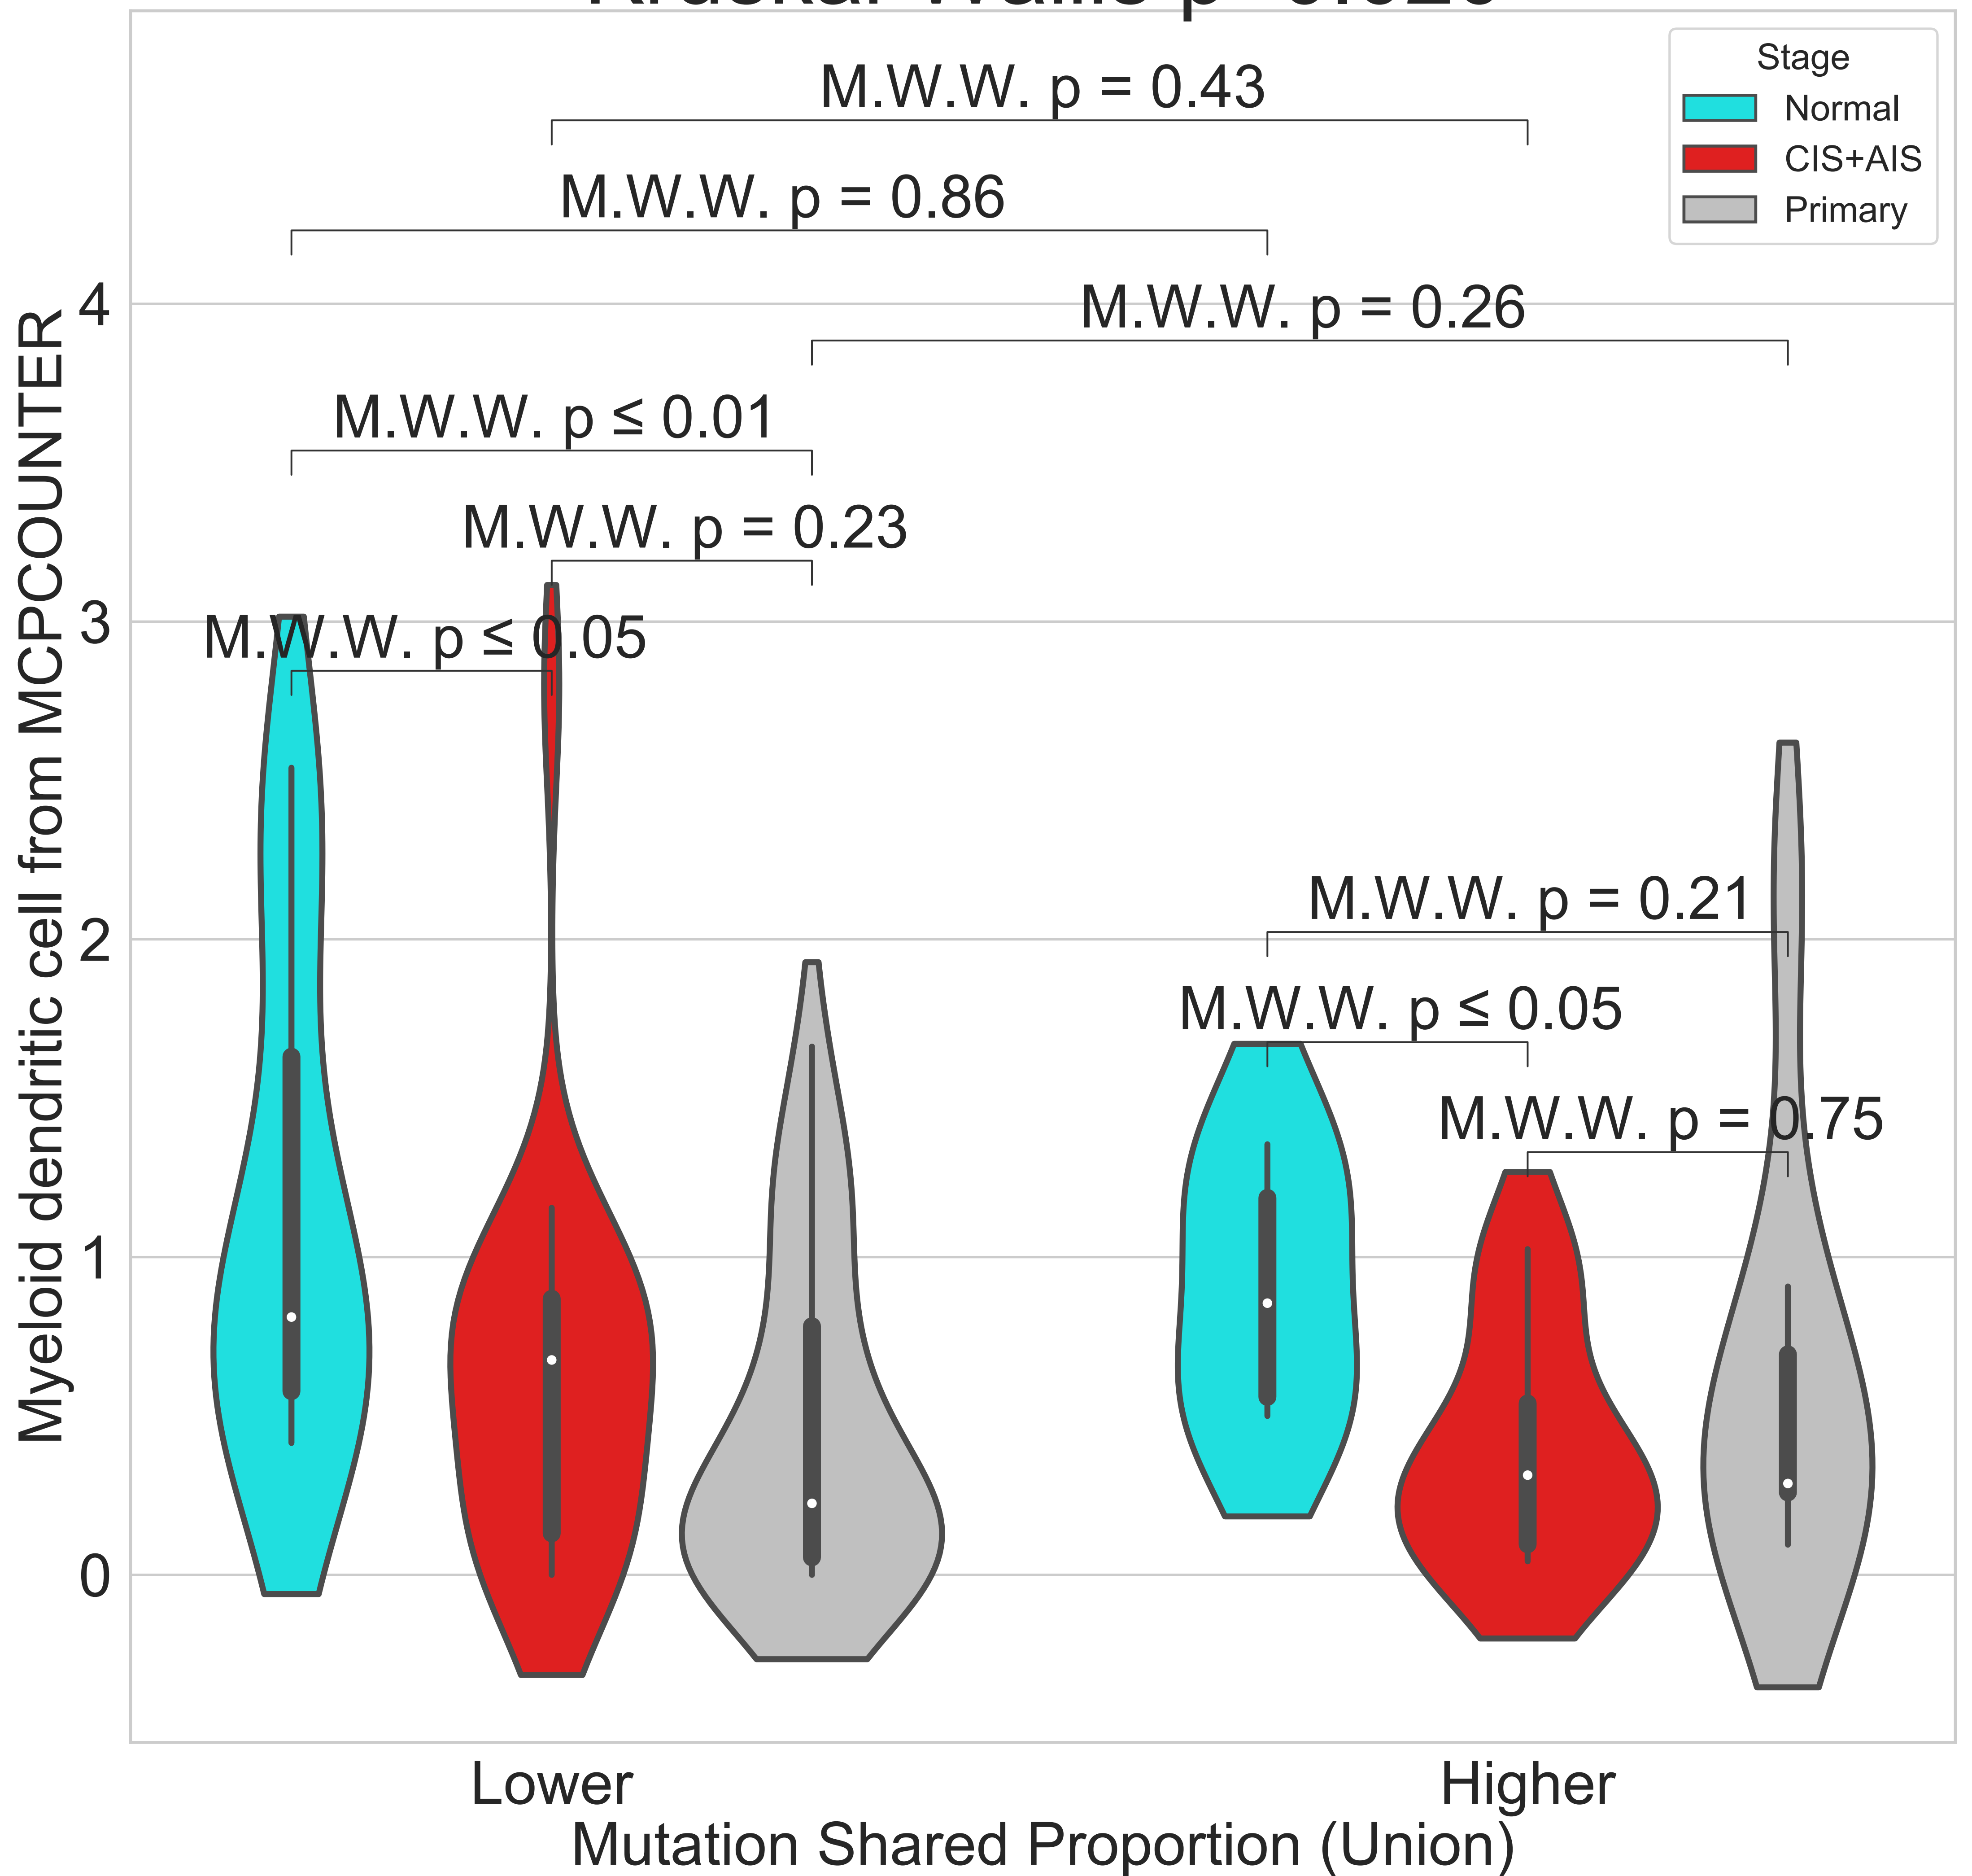 Stage
Normal
CIS+AIS
Primary
M.W.W. p = 0.43
M.W.W. p = 0.86
M.W.W. p = 0.26
M.W.W. p ≤ 0.01
M.W.W. p = 0.23
M.W.W. p ≤ 0.05
M.W.W. p = 0.21
M.W.W. p ≤ 0.05
M.W.W. p = 0.75
Myeloid dendritic cell from MCPCOUNTER
4
3
2
1
0
Lower
Higher
Mutation Shared Proportion (Union)